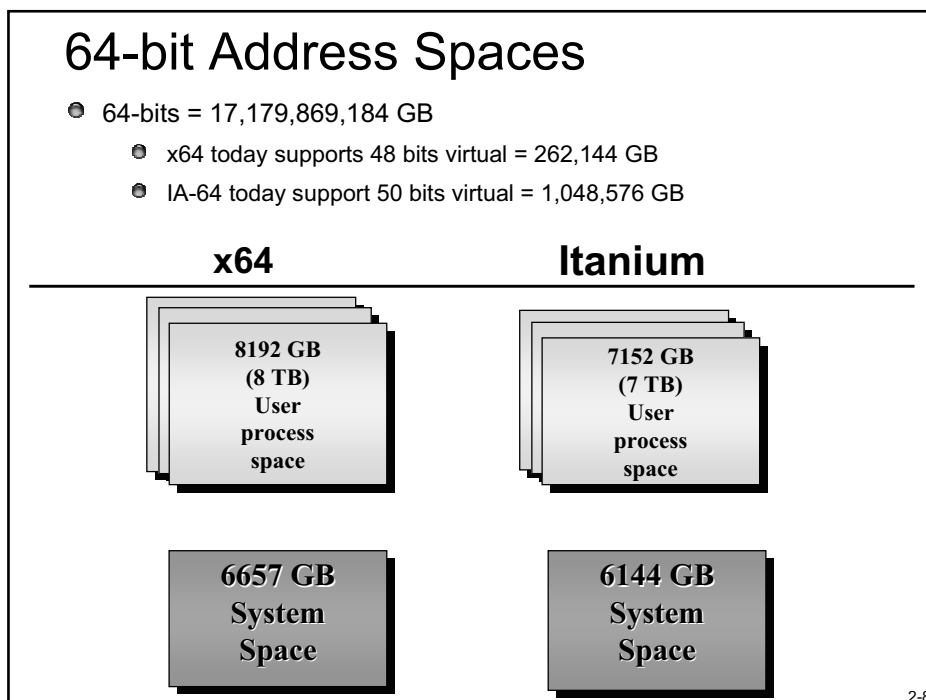 64-bit Address Spaces
64-bits = 17,179,869,184 GB
x64 today supports 48 bits virtual = 262,144 GB
IA-64 today support 50 bits virtual = 1,048,576 GB
x64
Itanium
8192 GB
(8 TB)
User
process
space
7152 GB
(7 TB)
User
process
space
6657 GB
System
Space
6144 GB
System
Space
2-8